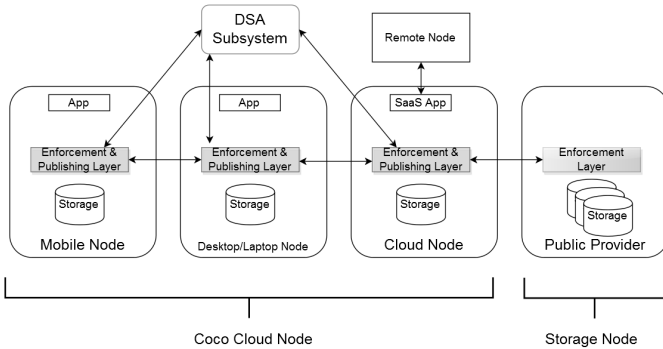 DSA
Subsystem
Remote Node
App
App
SaaS App
Enforcement &
Publishing Layer
Enforcement &
Publishing Layer
Enforcement &
Publishing Layer
Enforcement
Layer
Storage
Storage
Storage
Storage
Mobile Node
Desktop/Laptop Node
Cloud Node
Public Provider
Coco Cloud Node
Storage Node